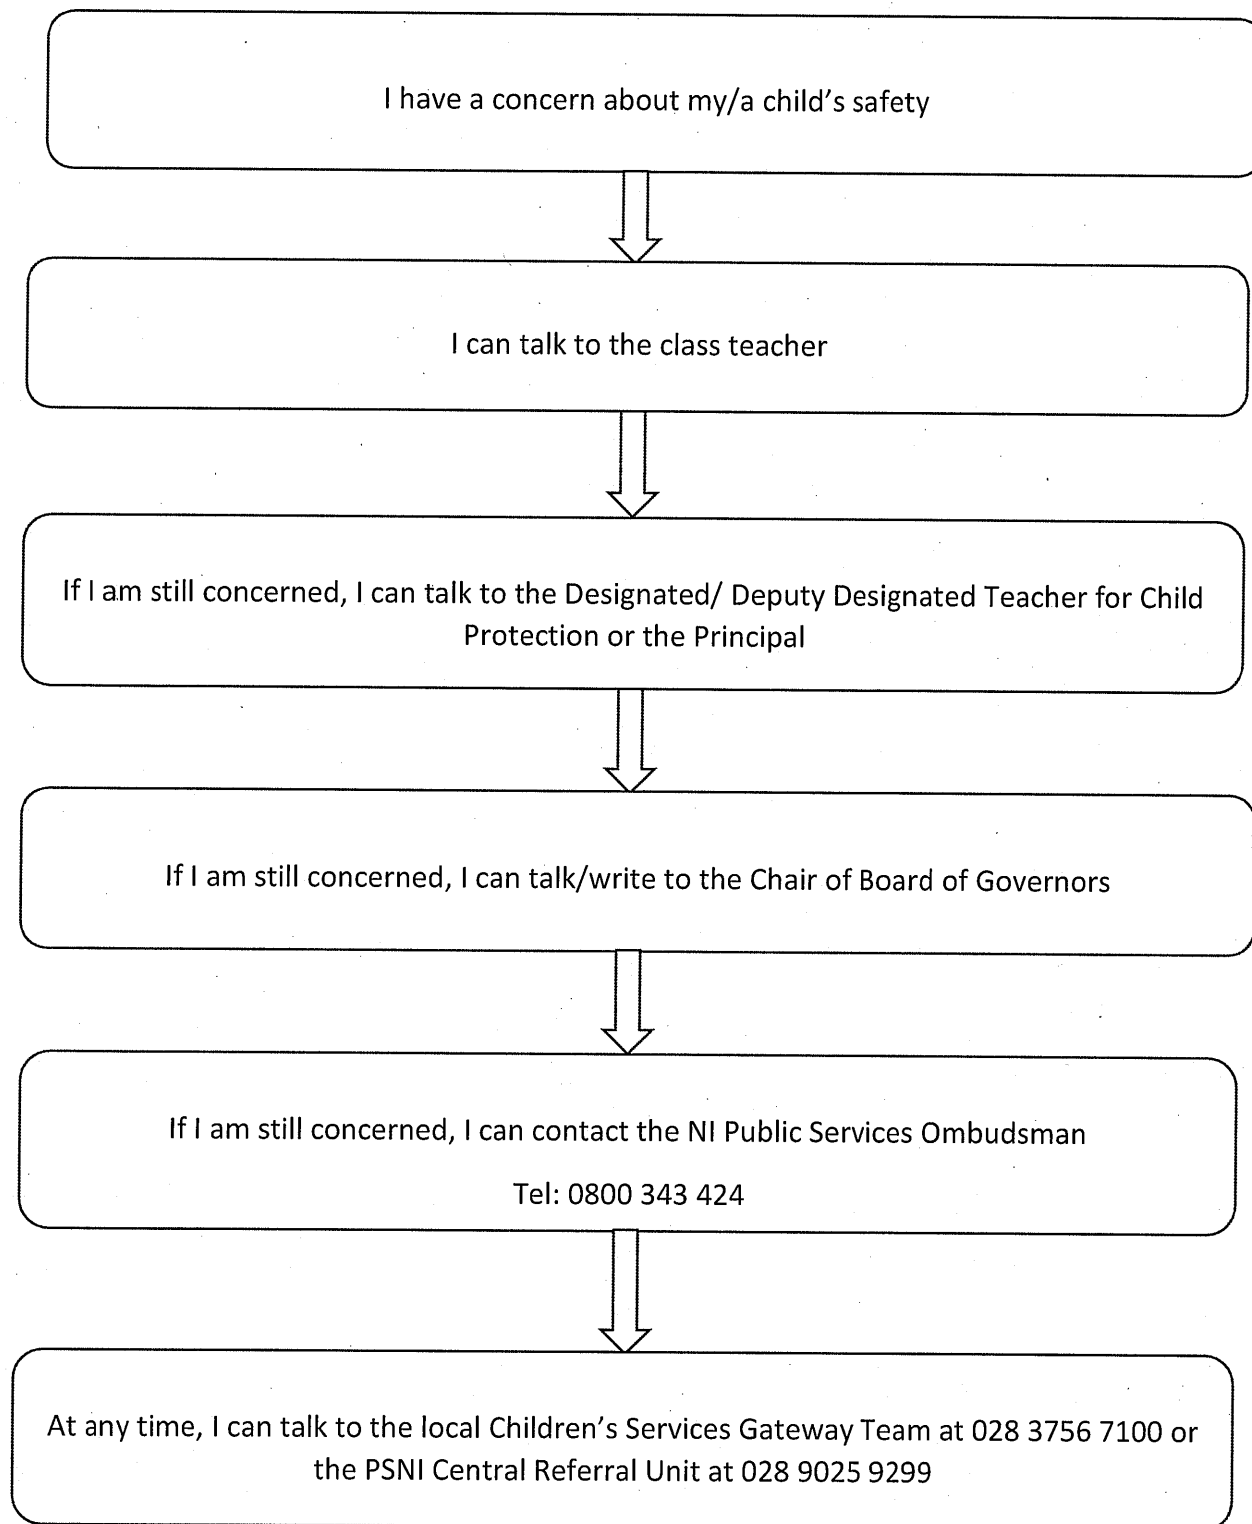 I have a concern about my/a child's safety
I can talk to the class teacher
If I am still concerned, I can talk to the Designated/ Deputy Designated Teacher for Child
Protection or the Principal
If I am still concerned, I can talk/write to the Chair of Board of Governors
If I am still concerned, I can contact the NI Public Services Ombudsman
Tel: 0800 343 424
At any time, I can talk to the local Children's Services Gateway Team at 028 3756 7100 or
the PSNI Central Referral Unit at 028 9025 9299